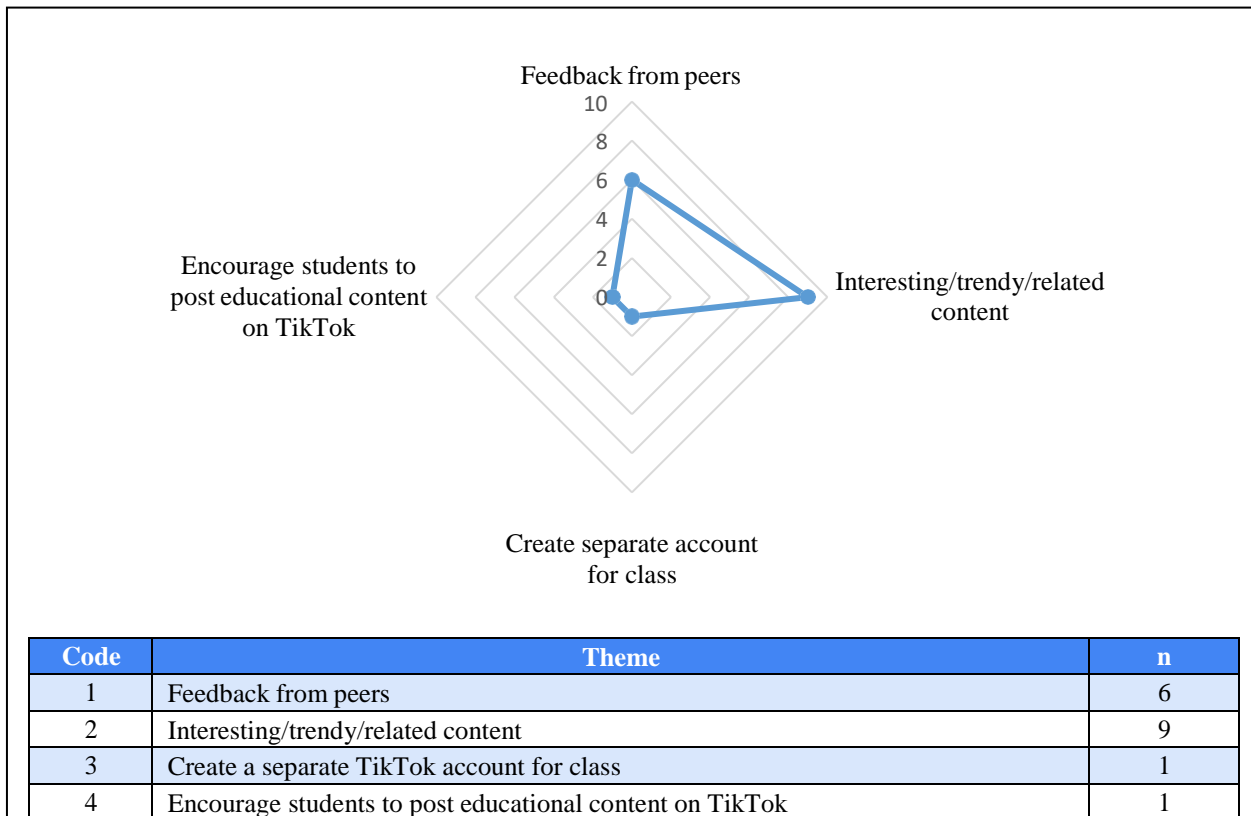 Feedback from peers
10
8
6
4
2
0
Interesting/trendy/related
content
Encourage students to
post educational content
on TikTok
Create separate account
for class
Code Theme n
1 Feedback from peers 6
2 Interesting/trendy/related content 9
3 Create a separate TikTok account for class 1
4 Encourage students to post educational content on TikTok 1